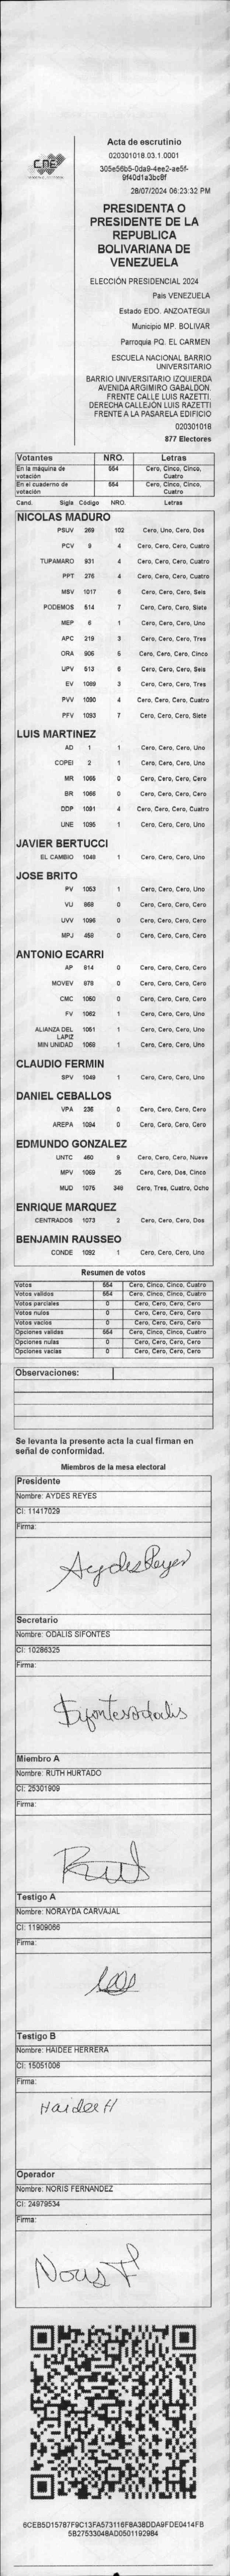 CNE
Acta de escrutinio
020301018.03.1.0001
305e56b5-0da9-4ee2-ae5f-
9f40d1a3bc8f
28/07/2024 06:23:32 PM
PRESIDENTA O
PRESIDENTE DE LA
REPUBLICA
BOLIVARIANA DE
VENEZUELA
ELECCIÓN PRESIDENCIAL 2024
País VENEZUELA
Estado EDO. ANZOATEGUI
Municipio MP. BOLIVAR
Parroquia PQ. EL CARMEN
ESCUELA NACIONAL BARRIO
UNIVERSITARIO
BARRIO UNIVERSITARIO IZQUIERDA
AVENIDA ARGIMIRO GABALDON.
FRENTE CALLE LUIS RAZETTI.
DERECHA CALLEJÓN LUIS RAZETTI
FRENTE A LA PASARELA EDIFICIO
020301018
877 Electores
Votantes NRO. Letras
En la máquina de votación 554 Cero, Cinco, Cinco, Cuatro
En el cuaderno de votación 554 Cero, Cinco, Cinco, Cuatro
Cand. Sigla Código NRO. Letras
NICOLAS MADURO
PSUV 269 102 Cero, Uno, Cero, Dos
PCV 9 4 Cero, Cero, Cero, Cuatro
TUPAMARO 931 4 Cero, Cero, Cero, Cuatro
PPT 276 4 Cero, Cero, Cero, Cuatro
MSV 1017 6 Cero, Cero, Cero, Seis
PODEMOS 514 7 Cero, Cero, Cero, Siete
MEP 6 1 Cero, Cero, Cero, Uno
APC 219 3 Cero, Cero, Cero, Tres
ORA 906 5 Cero, Cero, Cero, Cinco
UPV 513 6 Cero, Cero, Cero, Seis
EV 1099 3 Cero, Cero, Cero, Tres
PVV 1090 4 Cero, Cero, Cero, Cuatro
PFV 1093 7 Cero, Cero, Cero, Siete
LUIS MARTINEZ
AD 1 1 Cero, Cero, Cero, Uno
COPEI 2 1 Cero, Cero, Cero, Uno
MR 1065 0 Cero, Cero, Cero, Cero
BR 1066 0 Cero, Cero, Cero, Cero
DDP 1091 4 Cero, Cero, Cero, Cuatro
UNE 1095 1 Cero, Cero, Cero, Uno
JAVIER BERTUCCI
EL CAMBIO 1048 1 Cero, Cero, Cero, Uno
JOSE BRITO
PV 1053 1 Cero, Cero, Cero, Uno
VU 868 0 Cero, Cero, Cero, Cero
UVV 1096 0 Cero, Cero, Cero, Cero
MPJ 459 0 Cero, Cero, Cero, Cero
ANTONIO ECARRI
AP 814 0 Cero, Cero, Cero, Cero
MOVEV 978 0 Cero, Cero, Cero, Cero
CMC 1050 0 Cero, Cero, Cero, Cero
FV 1062 1 Cero, Cero, Cero, Uno
ALIANZA DEL LAPIZ 1061 1 Cero, Cero, Cero, Uno
MIN UNIDAD 1069 1 Cero, Cero, Cero, Uno
CLAUDIO FERMIN
SPV 1049 1 Cero, Cero, Cero, Uno
DANIEL CEBALLOS
VPA 236 0 Cero, Cero, Cero, Cero
AREPA 1094 0 Cero, Cero, Cero, Cero
EDMUNDO GONZALEZ
UNTC 460 9 Cero, Cero, Cero, Nueve
MPV 1069 25 Cero, Cero, Dos, Cinco
MUD 1075 348 Cero, Tres, Cuatro, Ocho
ENRIQUE MARQUEZ
CENTRADOS 1073 2 Cero, Cero, Cero, Dos
BENJAMIN RAUSSEO
CONDE 1092 1 Cero, Cero, Cero, Uno
Resumen de votos
Votos 554 Cero, Cinco, Cinco, Cuatro
Votos válidos 554 Cero, Cinco, Cinco, Cuatro
Votos parciales 0 Cero, Cero, Cero, Cero
Votos nulos 0 Cero, Cero, Cero, Cero
Votos vacíos 0 Cero, Cero, Cero, Cero
Opciones válidas 554 Cero, Cinco, Cinco, Cuatro
Opciones nulas 0 Cero, Cero, Cero, Cero
Opciones vacías 0 Cero, Cero, Cero, Cero
Observaciones:
Se levanta la presente acta la cual firman en
señal de conformidad.
Miembros de la mesa electoral
Presidente
Nombre: AYDES REYES
CI: 11417029
Firma:
Aydes Reyes
Secretario
Nombre: ODALIS SIFONTES
CI: 10286325
Firma:
Sifontes odalis
Miembro A
Nombre: RUTH HURTADO
CI: 25301909
Firma:
Ruth
Testigo A
Nombre: NORAYDA CARVAJAL
CI: 11909066
Firma:
Testigo B
Nombre: HAIDEE HERRERA
CI: 15051006
Firma:
Haidee H
Operador
Nombre: NORIS FERNANDEZ
CI: 24979534
Firma:
Noris F
6CEB5D15787F9C13FA573116F8A38DDA9FDE0414FB
5B27533048AD0501192984